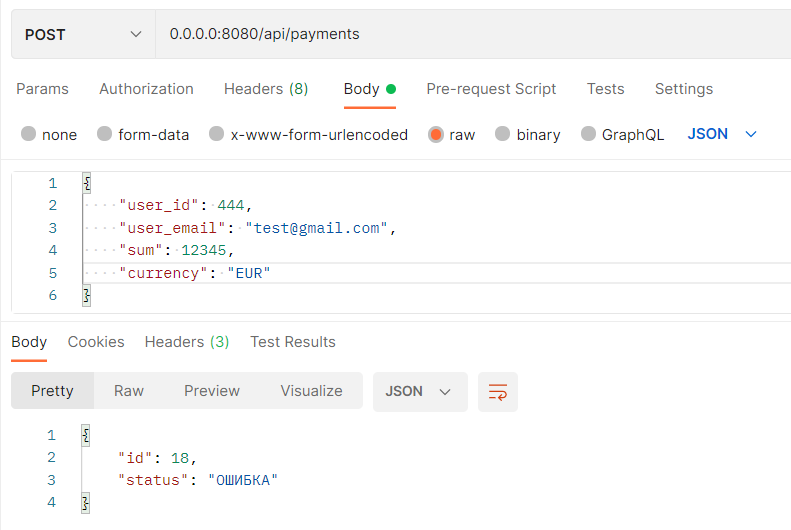 POST 0.0.0.0:8080/api/payments
Params Authorization Headers (8) Body Pre-request Script Tests Settings
none form-data x-www-form-urlencoded raw binary GraphQL JSON
1 {
2 "user_id": 444,
3 "user_email": "test@gmail.com",
4 "sum": 12345,
5 "currency": "EUR"
6 }
Body Cookies Headers (3) Test Results
Pretty Raw Preview Visualize JSON
1 {
2 "id": 18,
3 "status": "ОШИБКА"
4 }